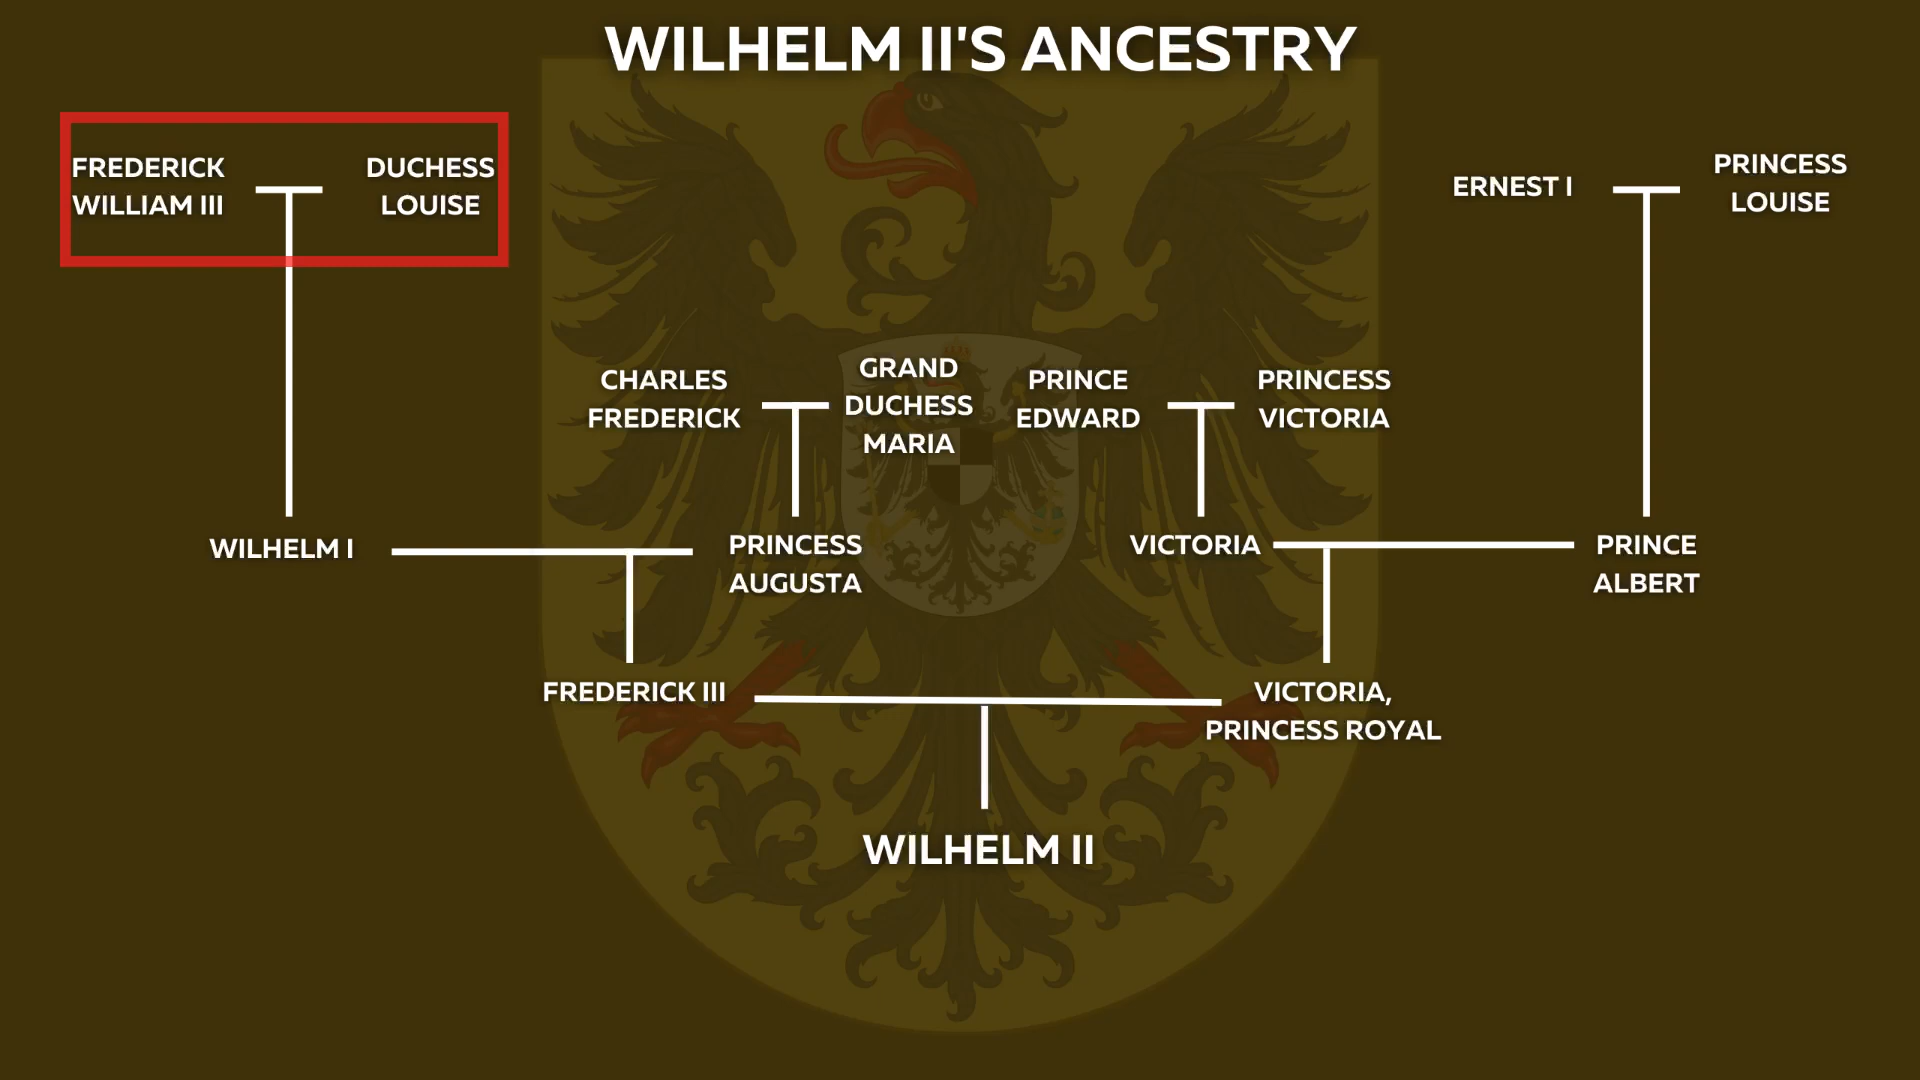 WILHELM II'S ANCESTRY
FREDERICK
WILLIAM III
DUCHESS
LOUISE
ERNEST I
PRINCESS
LOUISE
CHARLES
FREDERICK
GRAND
DUCHESS
MARIA
PRINCE
EDWARD
PRINCESS
VICTORIA
WILHELM I
PRINCESS
AUGUSTA
VICTORIA
PRINCE
ALBERT
FREDERICK III
VICTORIA,
PRINCESS ROYAL
WILHELM II